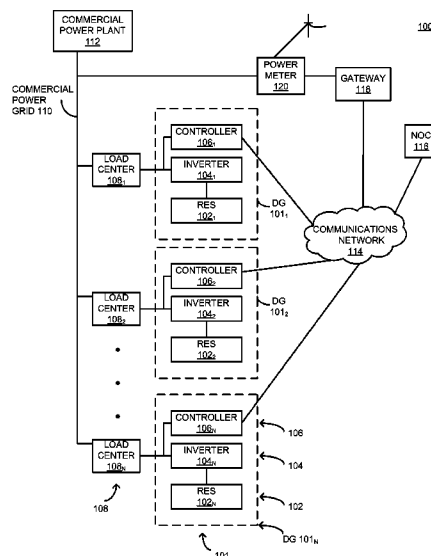 COMMERCIAL
POWER PLANT
112
100
POWER
METER
120
GATEWAY
118
COMMERCIAL
POWER
GRID 110
NOC
116
CONTROLLER
106₁
LOAD
CENTER
108₁
INVERTER
104₁
RES
102₁
DG
101₁
COMMUNICATIONS
NETWORK
114
CONTROLLER
106₂
LOAD
CENTER
108₂
INVERTER
104₂
RES
102₂
DG
101₂
CONTROLLER
106N
106
LOAD
CENTER
108N
INVERTER
104N
104
108
RES
102N
102
DG 101N
101